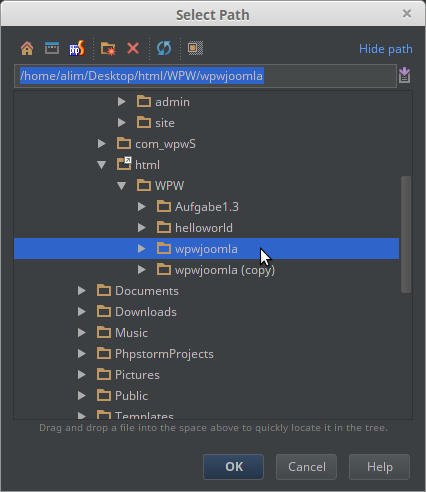 Select Path
Hide path
/home/alim/Desktop/html/WPW/wpwjoomla
admin
site
com_wpwS
html
WPW
Aufgabe1.3
helloworld
wpwjoomla
wpwjoomla (copy)
Documents
Downloads
Music
PhpstormProjects
Pictures
Public
Templates
Drag and drop a file into the space above to quickly locate it in the tree.
OK
Cancel
Help